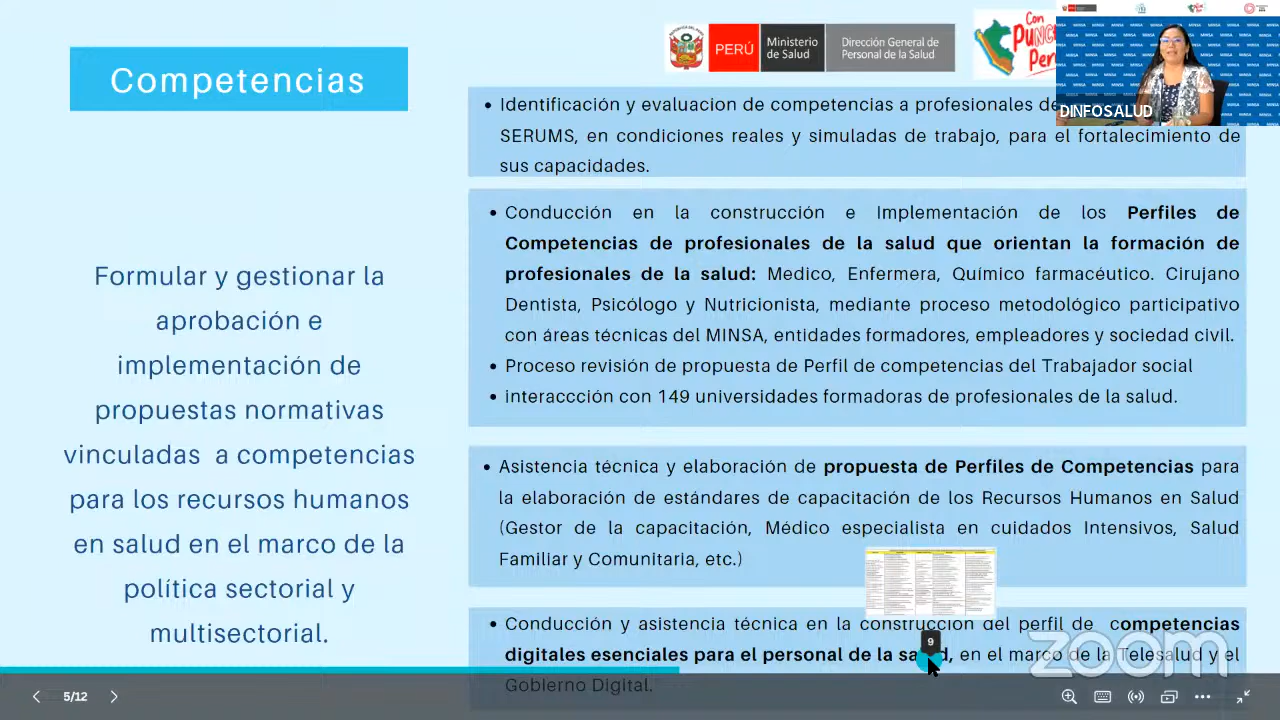 Competencias
PERÚ
Ministerio
de Salud
Dirección General de
Personal de la Salud
Con
DINFOSALUD
Formular y gestionar la
aprobación e
implementación de
propuestas normativas
vinculadas a competencias
para los recursos humanos
en salud en el marco de la
política sectorial y
multisectorial.
• Identificación y evaluacion de competencias a profesionales de
SERUMS, en condiciones reales y simuladas de trabajo, para el fortalecimiento de
sus capacidades.
• Conducción en la construcción e Implementación de los Perfiles de
Competencias de profesionales de la salud que orientan la formación de
profesionales de la salud: Medico, Enfermera, Químico farmacéutico. Cirujano
Dentista, Psicólogo y Nutricionista, mediante proceso metodológico participativo
con áreas técnicas del MINSA, entidades formadores, empleadores y sociedad civil.
• Proceso revisión de propuesta de Perfil de competencias del Trabajador social
• interaccción con 149 universidades formadoras de profesionales de la salud.
• Asistencia técnica y elaboración de propuesta de Perfiles de Competencias para
la elaboración de estándares de capacitación de los Recursos Humanos en Salud
(Gestor de la capacitación, Médico especialista en cuidados Intensivos, Salud
Familiar y Comunitaria, etc.)
• Conducción y asistencia técnica en la construcción del perfil de competencias
digitales esenciales para el personal de la salud, en el marco de la Telesalud y el
Gobierno Digital.
9
zoom
5/12